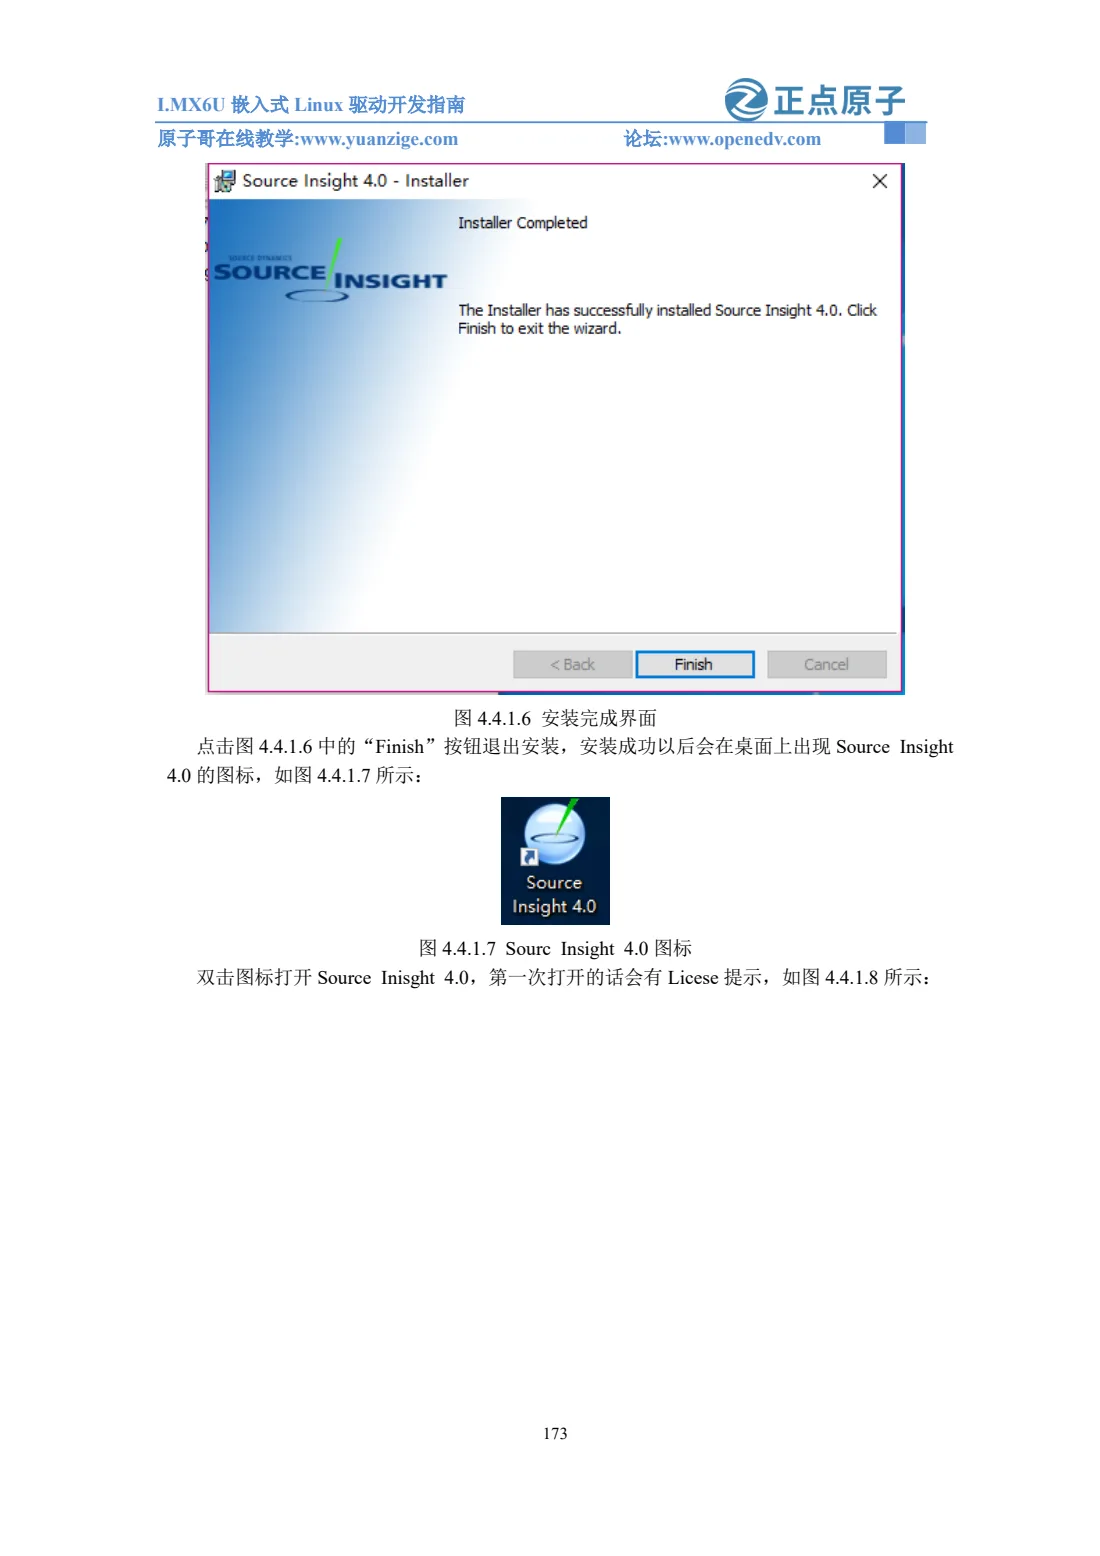 I.MX6U 嵌入式 Linux 驱动开发指南
正点原子
原子哥在线教学:www.yuanzige.com 论坛:www.openedv.com
Source Insight 4.0 - Installer
Installer Completed
SOURCE DYNAMICS
SOURCE INSIGHT
The Installer has successfully installed Source Insight 4.0. Click
Finish to exit the wizard.
< Back Finish Cancel
图 4.4.1.6 安装完成界面
点击图 4.4.1.6 中的“Finish”按钮退出安装，安装成功以后会在桌面上出现 Source Insight
4.0 的图标，如图 4.4.1.7 所示：
Source
Insight 4.0
图 4.4.1.7 Sourc Insight 4.0 图标
双击图标打开 Source Inisght 4.0，第一次打开的话会有 Licese 提示，如图 4.4.1.8 所示：
173